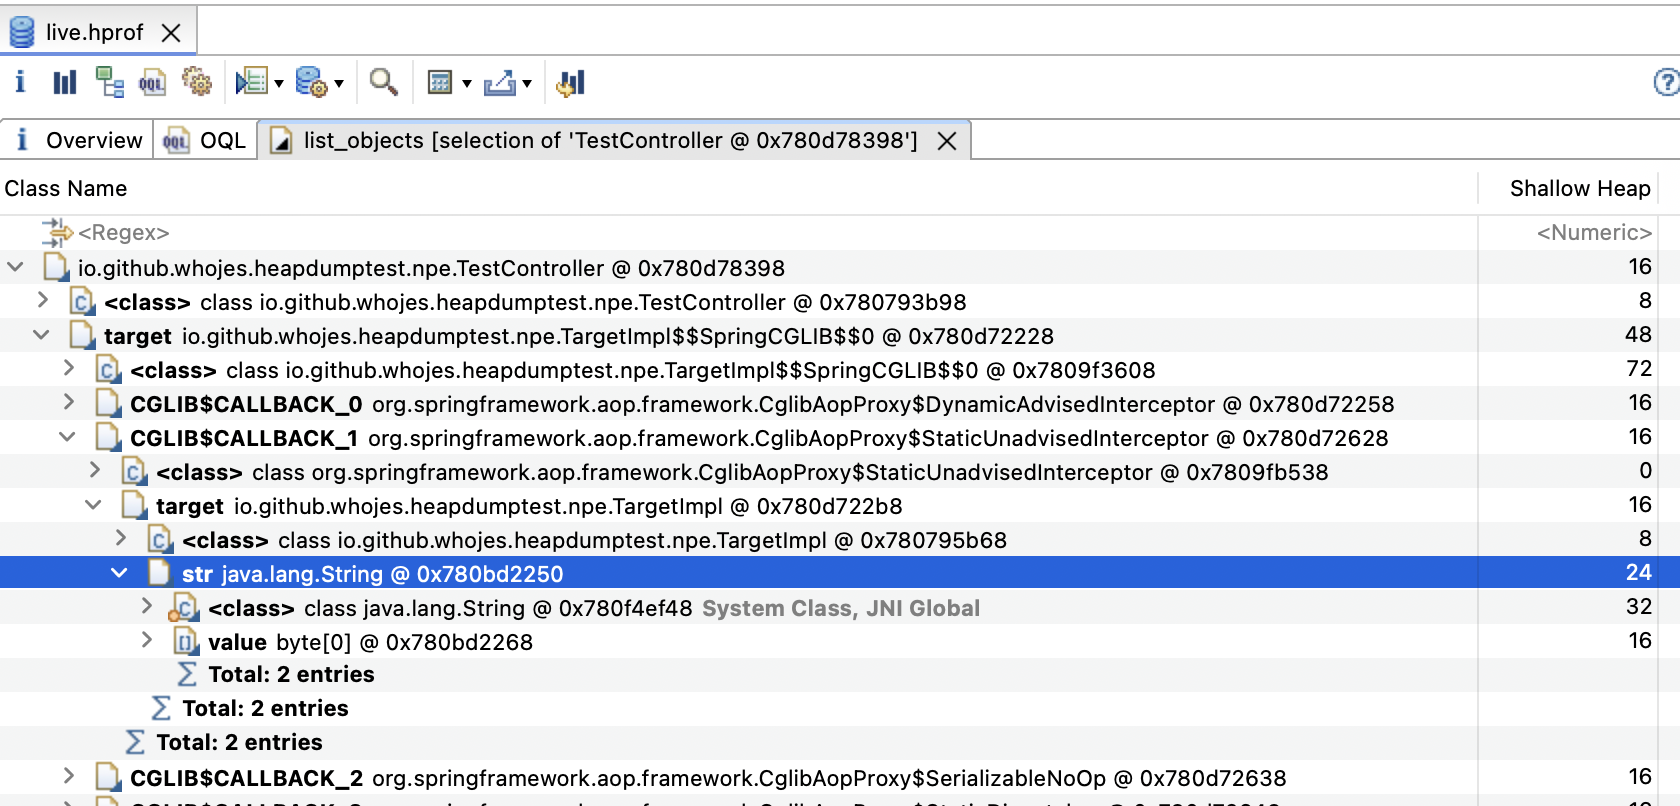 live.hprof
OQL
Overview
OQL OQL
list_objects [selection of 'TestController @ 0x780d78398']
Class Name Shallow Heap
<Regex> <Numeric>
io.github.whojes.heapdumptest.npe.TestController @ 0x780d78398 16
<class> class io.github.whojes.heapdumptest.npe.TestController @ 0x780793b98 8
target io.github.whojes.heapdumptest.npe.TargetImpl$$SpringCGLIB$$0 @ 0x780d72228 48
<class> class io.github.whojes.heapdumptest.npe.TargetImpl$$SpringCGLIB$$0 @ 0x7809f3608 72
CGLIB$CALLBACK_0 org.springframework.aop.framework.CglibAopProxy$DynamicAdvisedInterceptor @ 0x780d72258 16
CGLIB$CALLBACK_1 org.springframework.aop.framework.CglibAopProxy$StaticUnadvisedInterceptor @ 0x780d72628 16
<class> class org.springframework.aop.framework.CglibAopProxy$StaticUnadvisedInterceptor @ 0x7809fb538 0
target io.github.whojes.heapdumptest.npe.TargetImpl @ 0x780d722b8 16
<class> class io.github.whojes.heapdumptest.npe.TargetImpl @ 0x780795b68 8
str java.lang.String @ 0x780bd2250 24
<class> class java.lang.String @ 0x780f4ef48 System Class, JNI Global 32
value byte[0] @ 0x780bd2268 16
Total: 2 entries
Total: 2 entries
Total: 2 entries
CGLIB$CALLBACK_2 org.springframework.aop.framework.CglibAopProxy$SerializableNoOp @ 0x780d72638 16